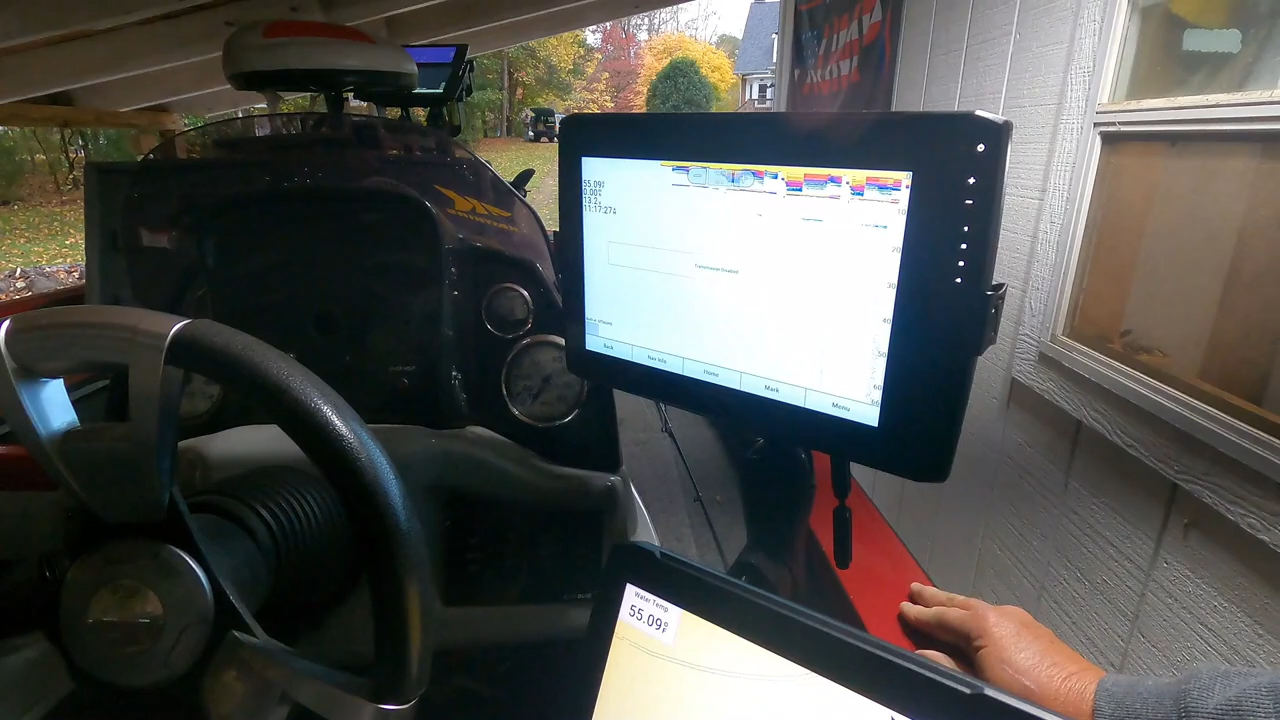 55.09°F
0.00
13.2
11:17:27
10
20
30
40
50
60
Transmission Disabled
Back
Nav Info
Home
Mark
Menu
Water Temp
55.09°F